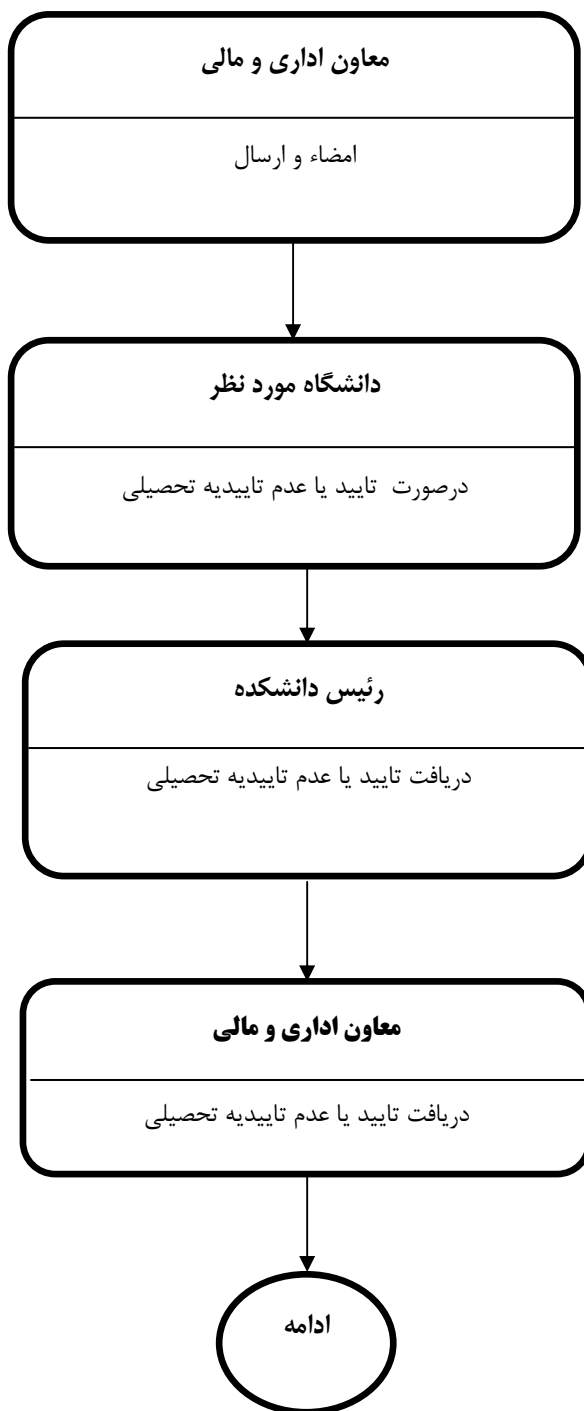 معاون اداری و مالی
امضاء و ارسال
دانشگاه مورد نظر
درصورت تایید یا عدم تاییدیه تحصیلی
رئیس دانشکده
دریافت تایید یا عدم تاییدیه تحصیلی
معاون اداری و مالی
دریافت تایید یا عدم تاییدیه تحصیلی
ادامه